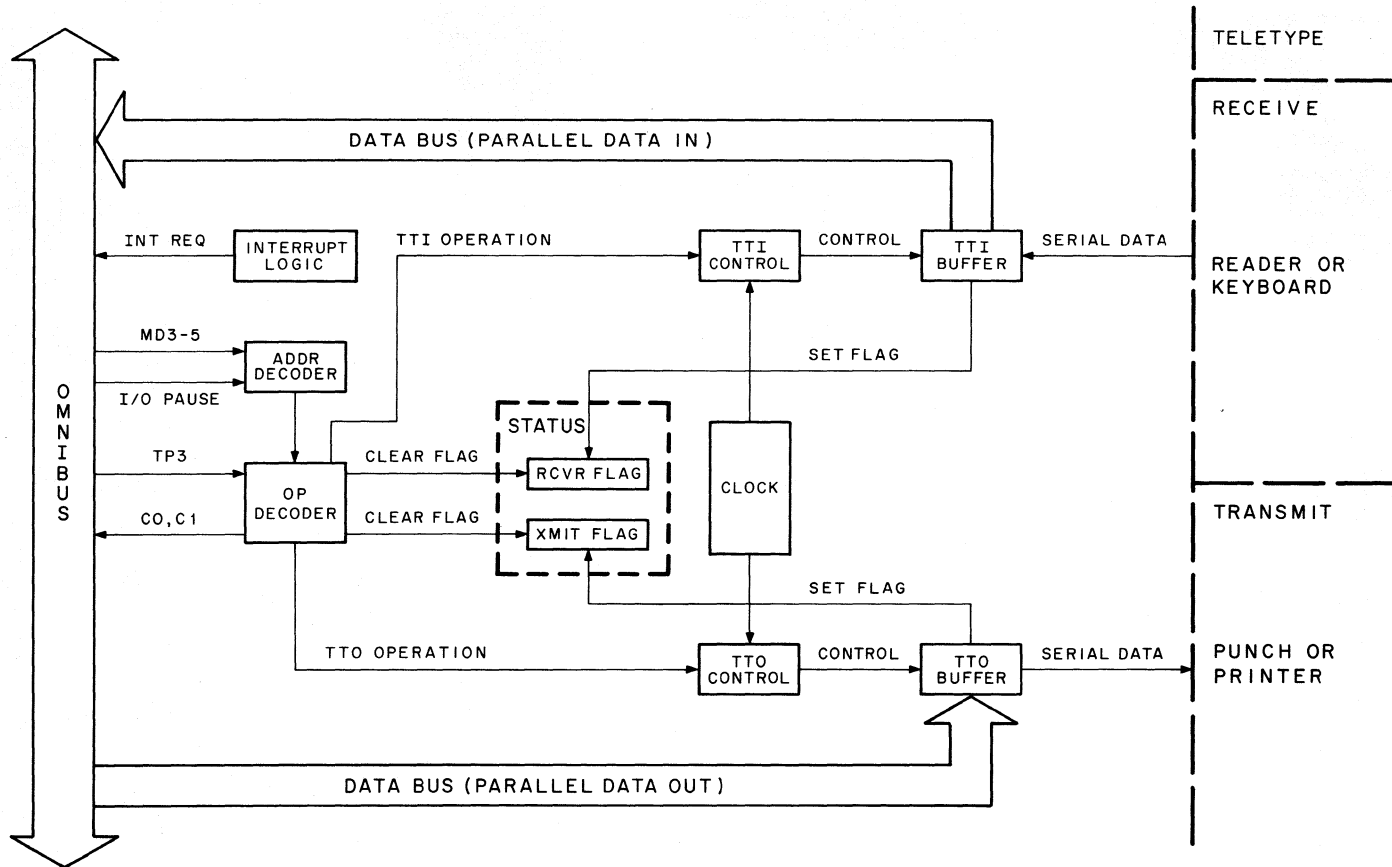 TELETYPE
RECEIVE
DATA BUS (PARALLEL DATA IN)
INT REQ
INTERRUPT
LOGIC
TTI OPERATION
TTI
CONTROL
CONTROL
TTI
BUFFER
SERIAL DATA
READER OR
KEYBOARD
MD3-5
ADDR
DECODER
I/O PAUSE
SET FLAG
OMNIBUS
STATUS
TP3
OP
DECODER
CLEAR FLAG
RCVR FLAG
CLOCK
C0,C1
CLEAR FLAG
XMIT FLAG
TRANSMIT
SET FLAG
TTO OPERATION
TTO
CONTROL
CONTROL
TTO
BUFFER
SERIAL DATA
PUNCH OR
PRINTER
DATA BUS (PARALLEL DATA OUT)